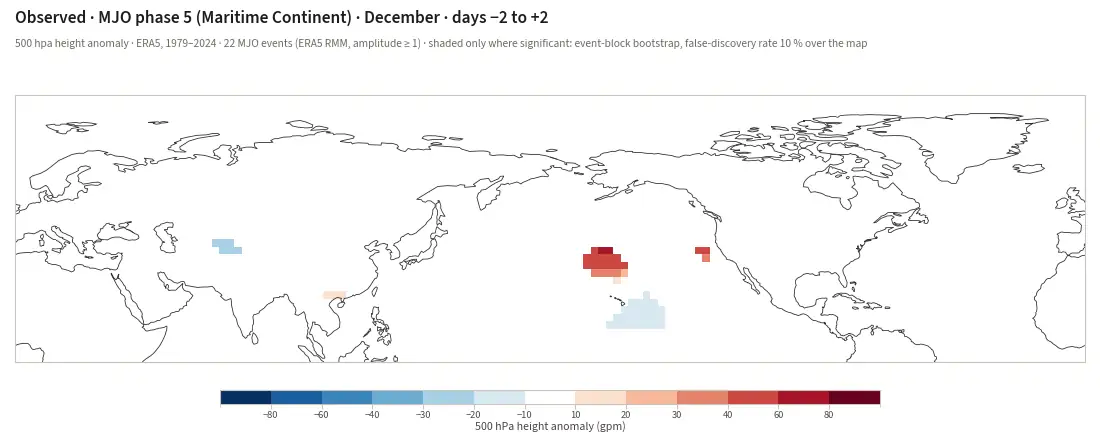 Observed · MJO phase 5 (Maritime Continent) · December · days −2 to +2
500 hpa height anomaly · ERA5, 1979–2024 · 22 MJO events (ERA5 RMM, amplitude ≥ 1) · shaded only where significant: event-block bootstrap, false-discovery rate 10 % over the map
−80 −60 −40 −30 −20 −10 10 20 30 40 60 80
500 hPa height anomaly (gpm)